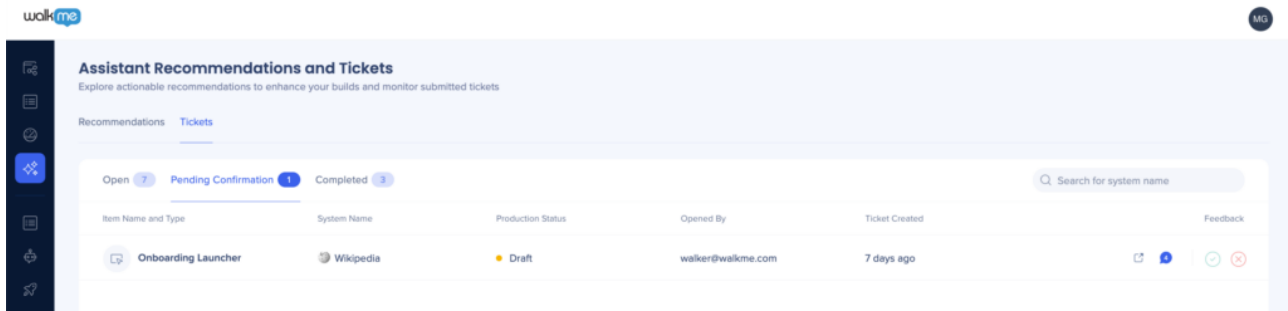 walkme
MG
Assistant Recommendations and Tickets
Explore actionable recommendations to enhance your builds and monitor submitted tickets
Recommendations Tickets
Open 7 Pending Confirmation 1 Completed 3 Search for system name
Item Name and Type System Name Production Status Opened By Ticket Created Feedback
Onboarding Launcher Wikipedia Draft walker@walkme.com 7 days ago 4